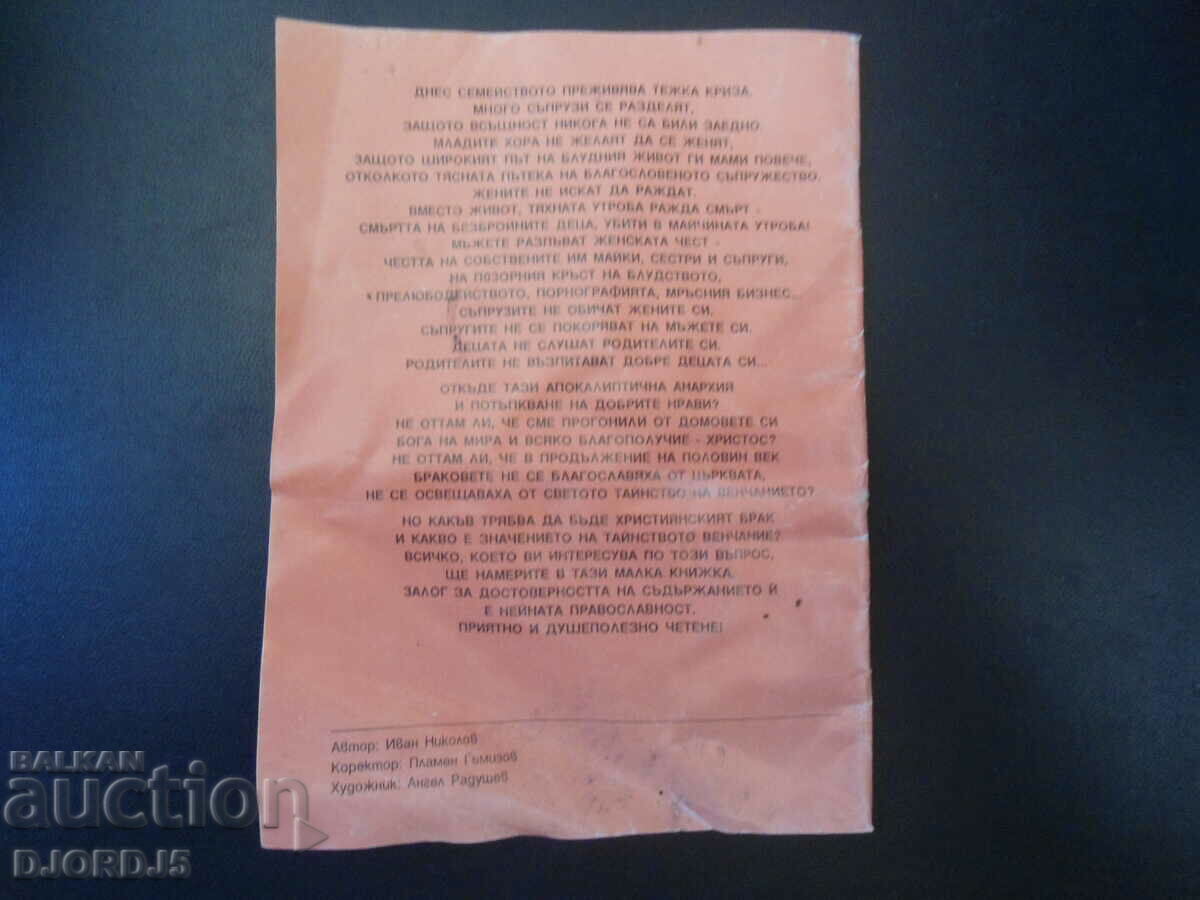 ДНЕС СЕМЕЙСТВОТО ПРЕЖИВЯВА ТЕЖКА КРИЗА.
МНОГО СЪПРУЗИ СЕ РАЗДЕЛЯТ,
ЗАЩОТО ВСЪЩНОСТ НИКОГА НЕ СА БИЛИ ЗАЕДНО.
МЛАДИТЕ ХОРА НЕ ЖЕЛАЯТ ДА СЕ ЖЕНЯТ,
ЗАЩОТО ШИРОКИЯТ ПЪТ НА БЛУДНИЯ ЖИВОТ ГИ МАМИ ПОВЕЧЕ,
ОТКОЛКОТО ТЯСНАТА ПЪТЕКА НА БЛАГОСЛОВЕНОТО СЪПРУЖЕСТВО.
ЖЕНИТЕ НЕ ИСКАТ ДА РАЖДАТ.
ВМЕСТЭ ЖИВОТ, ТЯХНАТА УТРОБА РАЖДА СМЪРТ -
СМЪРТТА НА БЕЗБРОЙНИТЕ ДЕЦА, УБИТИ В МАЙЧИНАТА УТРОБА!
МЪЖЕТЕ РАЗПЪВАТ ЖЕНСКАТА ЧЕСТ -
ЧЕСТТА НА СОБСТВЕНИТЕ ИМ МАЙКИ, СЕСТРИ И СЪПРУГИ,
НА ПОЗОРНИЯ КРЪСТ НА БЛУДСТВОТО,
ПРЕЛЮБОДЕЙСТВОТО, ПОРНОГРАФИЯТА, МРЪСНИЯ БИЗНЕС...
СЪПРУЗИТЕ НЕ ОБИЧАТ ЖЕНИТЕ СИ.
СЪПРУГИТЕ НЕ СЕ ПОКОРЯВАТ НА МЪЖЕТЕ СИ.
ДЕЦАТА НЕ СЛУШАТ РОДИТЕЛИТЕ СИ.
РОДИТЕЛИТЕ НЕ ВЪЗПИТАВАТ ДОБРЕ ДЕЦАТА СИ...
ОТКЪДЕ ТАЗИ АПОКАЛИПТИЧНА АНАРХИЯ
И ПОТЪПКВАНЕ НА ДОБРИТЕ НРАВИ?
НЕ ОТТАМ ЛИ, ЧЕ СМЕ ПРОГОНИЛИ ОТ ДОМОВЕТЕ СИ
БОГА НА МИРА И ВСЯКО БЛАГОПОЛУЧИЕ - ХРИСТОС?
НЕ ОТТАМ ЛИ, ЧЕ В ПРОДЪЛЖЕНИЕ НА ПОЛОВИН ВЕК
БРАКОВЕТЕ НЕ СЕ БЛАГОСЛАВЯХА ОТ ЦЪРКВАТА,
НЕ СЕ ОСВЕЩАВАХА ОТ СВЕТОТО ТАИНСТВО НА ВЕНЧАНИЕТО?
НО КАКЪВ ТРЯБВА ДА БЪДЕ ХРИСТИЯНСКИЯТ БРАК
И КАКВО Е ЗНАЧЕНИЕТО НА ТАЙНСТВОТО ВЕНЧАНИЕ?
ВСИЧКО, КОЕТО ВИ ИНТЕРЕСУВА ПО ТОЗИ ВЪПРОС,
ЩЕ НАМЕРИТЕ В ТАЗИ МАЛКА КНИЖКА.
ЗАЛОГ ЗА ДОСТОВЕРНОСТТА НА СЪДЪРЖАНИЕТО Й
Е НЕЙНАТА ПРАВОСЛАВНОСТ.
ПРИЯТНО И ДУШЕПОЛЕЗНО ЧЕТЕНЕ!
Автор: Иван Николов
Коректор: Пламен Гъмизов
Художник: Ангел Радушев
BALKAN
auction
DJORDJ5